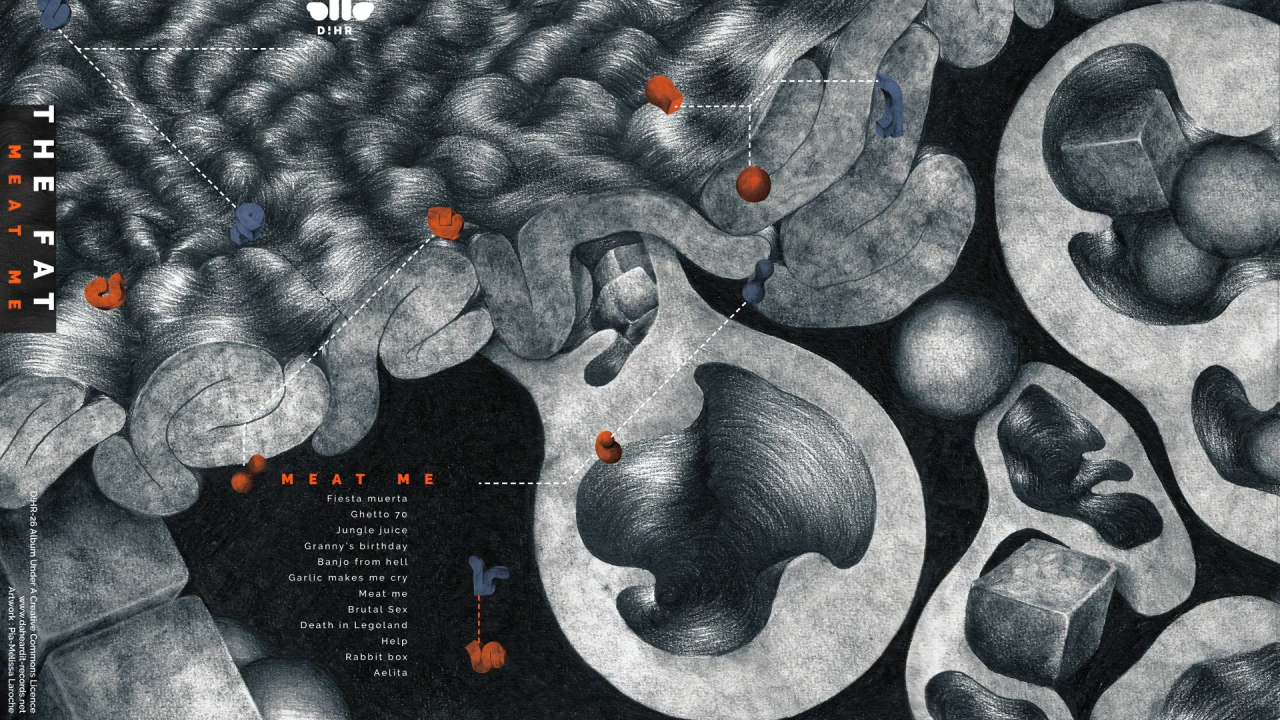 D!HR
THE FAT
MEAT ME
MEAT ME
Fiesta muerta
Ghetto 70
Jungle juice
Granny's birthday
Banjo from hell
Garlic makes me cry
Meat me
Brutal Sex
Death in Legoland
Help
Rabbit box
Aelita
D!HR-26 Album Under A Creative Commons Licence
www.daheardit-records.net
Artwork : Pia-Mélissa Laroche